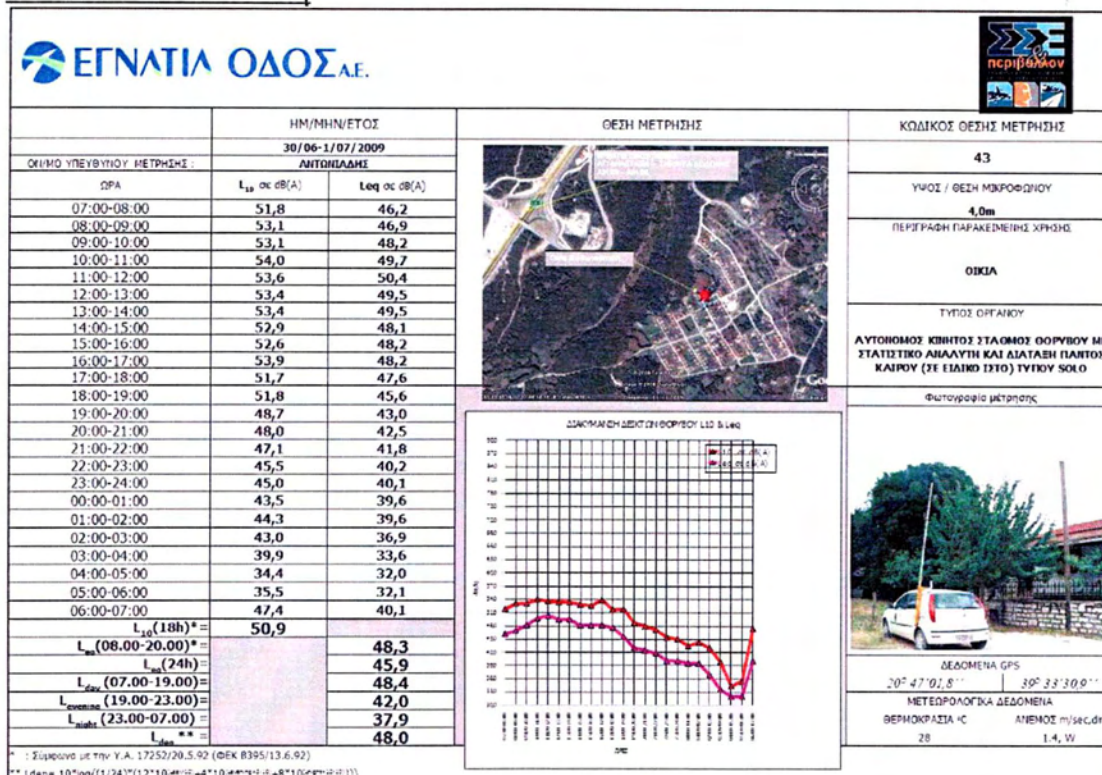 ΕΓΝΑΤΙΑ ΟΔΟΣ Α.Ε.
ΣΣΕ
περιβάλλον
ΗΜ/ΜΗΝ/ΕΤΟΣ
ΘΕΣΗ ΜΕΤΡΗΣΗΣ
ΚΩΔΙΚΟΣ ΘΕΣΗΣ ΜΕΤΡΗΣΗΣ
30/06-1/07/2009
43
ΟΝ/ΜΟ ΥΠΕΥΘΥΝΟΥ ΜΕΤΡΗΣΗΣ :
ΑΝΤΩΝΙΑΔΗΣ
ΩΡΑ
L10 σε dB(A)
Leq σε dB(A)
ΥΨΟΣ / ΘΕΣΗ ΜΙΚΡΟΦΩΝΟΥ
4,0m
07:00-08:00 51,8 46,2
08:00-09:00 53,1 46,9
09:00-10:00 53,1 48,2
10:00-11:00 54,0 49,7
11:00-12:00 53,6 50,4
12:00-13:00 53,4 49,5
13:00-14:00 53,4 49,5
14:00-15:00 52,9 48,1
15:00-16:00 52,6 48,2
16:00-17:00 53,9 48,2
17:00-18:00 51,7 47,6
18:00-19:00 51,8 45,6
19:00-20:00 48,7 43,0
20:00-21:00 48,0 42,5
21:00-22:00 47,1 41,8
22:00-23:00 45,5 40,2
23:00-24:00 45,0 40,1
00:00-01:00 43,5 39,6
01:00-02:00 44,3 39,6
02:00-03:00 43,0 36,9
03:00-04:00 39,9 33,6
04:00-05:00 34,4 32,0
05:00-06:00 35,5 32,1
06:00-07:00 47,4 40,1
L10(18h)* = 50,9
Leq(08.00-20.00)* = 48,3
Leq(24h) = 45,9
Lday (07.00-19.00)= 48,4
Levening (19.00-23.00)= 42,0
Lnight (23.00-07.00) = 37,9
Lden ** = 48,0
* : Σύμφωνα με την Υ.Α. 17252/20.5.92 (ΦΕΚ Β395/13.6.92)
ΔΙΑΚΥΜΑΝΣΗ ΔΕΙΚΤΩΝ ΘΟΡΥΒΟΥ L10 & Leq
ΠΕΡΙΓΡΑΦΗ ΠΑΡΑΚΕΙΜΕΝΗΣ ΧΡΗΣΗΣ
ΟΙΚΙΑ
ΤΥΠΟΣ ΟΡΓΑΝΟΥ
ΑΥΤΟΝΟΜΟΣ ΚΙΝΗΤΟΣ ΣΤΑΘΜΟΣ ΘΟΡΥΒΟΥ ΜΕ
ΣΤΑΤΙΣΤΙΚΟ ΑΝΑΛΥΤΗ ΚΑΙ ΔΙΑΤΑΞΗ ΠΑΝΤΟΣ
ΚΑΙΡΟΥ (ΣΕ ΕΙΔΙΚΟ ΙΣΤΟ) ΤΥΠΟΥ SOLO
Φωτογραφία μέτρησης
ΔΕΔΟΜΕΝΑ GPS
20º 47'01,8'' 39º 33'30,9''
ΜΕΤΕΩΡΟΛΟΓΙΚΑ ΔΕΔΟΜΕΝΑ
ΘΕΡΜΟΚΡΑΣΙΑ ºC
ΑΝΕΜΟΣ m/sec,
28
1.4, W